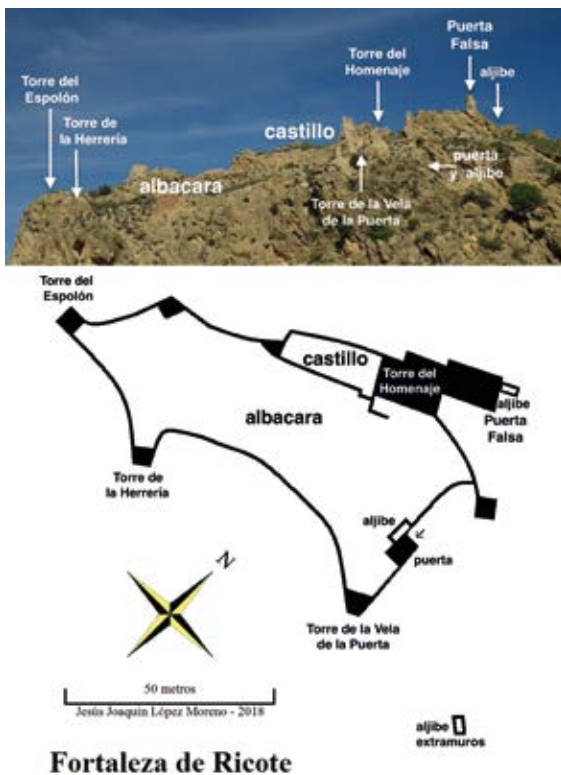 Puerta
Falsa
Torre del
Homenaje
aljibe
Torre del
Espolón
Torre de
la Herrería
castillo
puerta
y aljibe
albacara
Torre de la Vela
de la Puerta
Torre del
Espolón
castillo
Torre del
Homenaje
aljibe
Puerta
Falsa
albacara
Torre de
la Herrería
aljibe
puerta
N
Torre de la Vela
de la Puerta
50 metros
Jesús Joaquín López Moreno - 2018
aljibe
extramuros
Fortaleza de Ricote